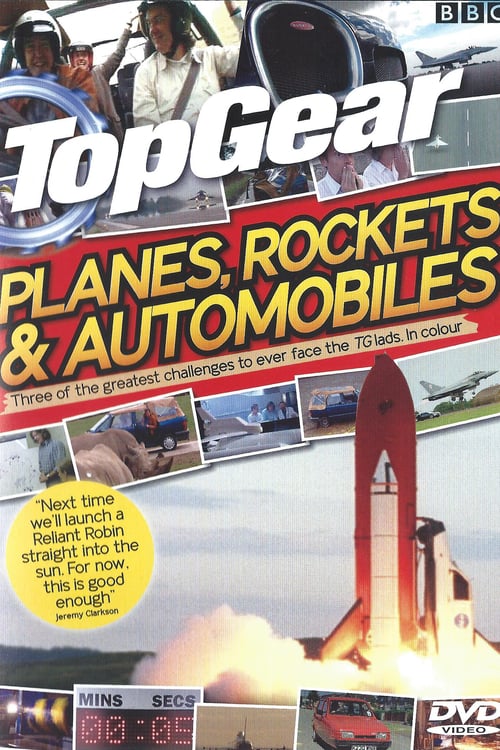 BBC
TopGear
PLANES, ROCKETS
& AUTOMOBILES
Three of the greatest challenges to ever face the TG lads. In colour
"Next time
we'll launch a
Reliant Robin
straight into the
sun. For now,
this is good
enough"
Jeremy Clarkson
MINS SECS
00:05
DVD
VIDEO